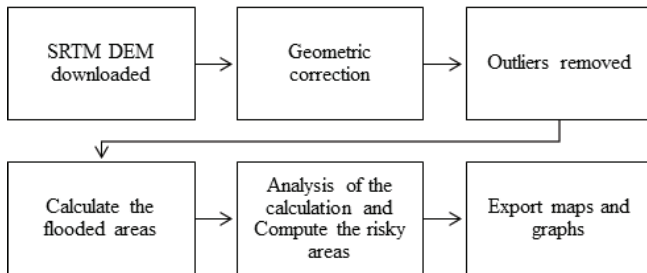 SRTM DEM
downloaded
Geometric
correction
Outliers removed
Calculate the
flooded areas
Analysis of the
calculation and
Compute the risky
areas
Export maps and
graphs